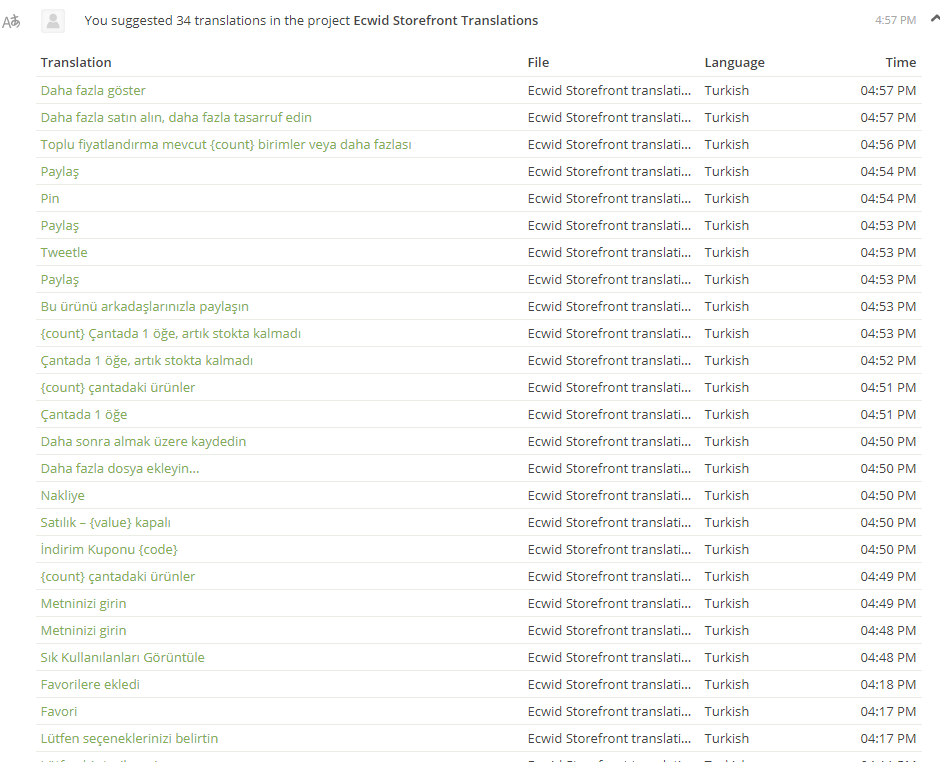 You suggested 34 translations in the project Ecwid Storefront Translations 4:57 PM
Translation File Language Time
Daha fazla göster Ecwid Storefront translati... Turkish 04:57 PM
Daha fazla satın alın, daha fazla tasarruf edin Ecwid Storefront translati... Turkish 04:57 PM
Toplu fiyatlandırma mevcut {count} birimler veya daha fazlası Ecwid Storefront translati... Turkish 04:56 PM
Paylaş Ecwid Storefront translati... Turkish 04:54 PM
Pin Ecwid Storefront translati... Turkish 04:54 PM
Paylaş Ecwid Storefront translati... Turkish 04:53 PM
Tweetle Ecwid Storefront translati... Turkish 04:53 PM
Paylaş Ecwid Storefront translati... Turkish 04:53 PM
Bu ürünü arkadaşlarınızla paylaşın Ecwid Storefront translati... Turkish 04:53 PM
{count} Çantada 1 öğe, artık stokta kalmadı Ecwid Storefront translati... Turkish 04:53 PM
Çantada 1 öğe, artık stokta kalmadı Ecwid Storefront translati... Turkish 04:52 PM
{count} çantadaki ürünler Ecwid Storefront translati... Turkish 04:51 PM
Çantada 1 öğe Ecwid Storefront translati... Turkish 04:51 PM
Daha sonra almak üzere kaydedin Ecwid Storefront translati... Turkish 04:50 PM
Daha fazla dosya ekleyin... Ecwid Storefront translati... Turkish 04:50 PM
Nakliye Ecwid Storefront translati... Turkish 04:50 PM
Satılık – {value} kapalı Ecwid Storefront translati... Turkish 04:50 PM
İndirim Kuponu {code} Ecwid Storefront translati... Turkish 04:50 PM
{count} çantadaki ürünler Ecwid Storefront translati... Turkish 04:49 PM
Metninizi girin Ecwid Storefront translati... Turkish 04:49 PM
Metninizi girin Ecwid Storefront translati... Turkish 04:48 PM
Sık Kullanılanları Görüntüle Ecwid Storefront translati... Turkish 04:48 PM
Favorilere ekledi Ecwid Storefront translati... Turkish 04:18 PM
Favori Ecwid Storefront translati... Turkish 04:17 PM
Lütfen seçeneklerinizi belirtin Ecwid Storefront translati... Turkish 04:17 PM